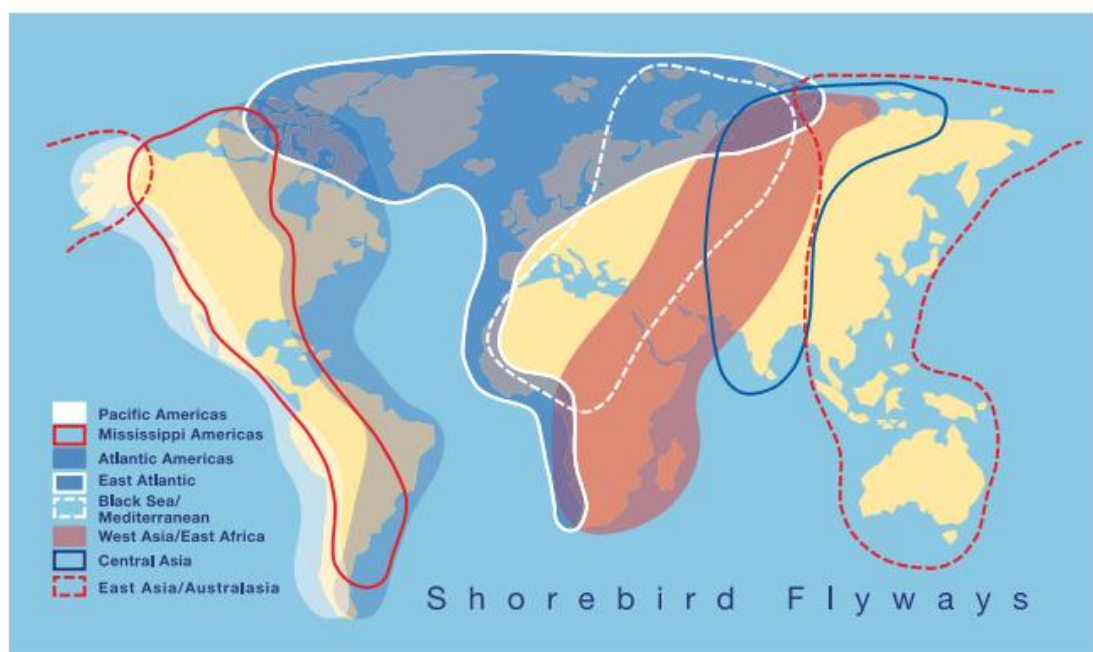 Pacific Americas
Mississippi Americas
Atlantic Americas
East Atlantic
Black Sea/
Mediterranean
West Asia/East Africa
Central Asia
East Asia/Australasia
Shorebird Flyways